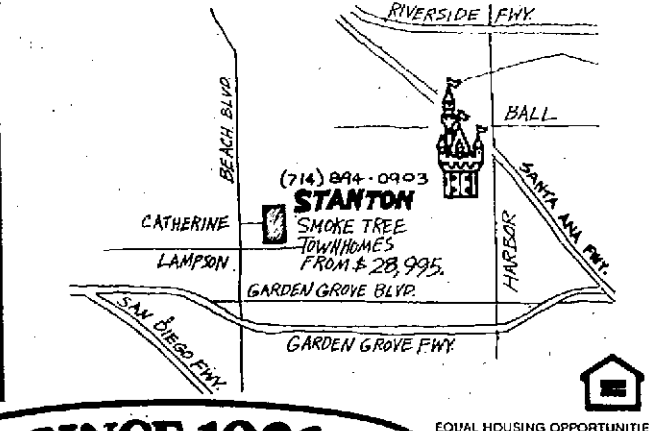 RIVERSIDE FWY.
BEACH BLVD.
BALL
(714) 894-0903
STANTON
SANTA ANA FWY.
CATHERINE
SMOKE TREE
TOWNHOMES
LAMPSON
FROM $28,995.
HARBOR
GARDEN GROVE BLVD.
SAN DIEGO FWY.
GARDEN GROVE FWY.
EQUAL HOUSING OPPORTUNITIE